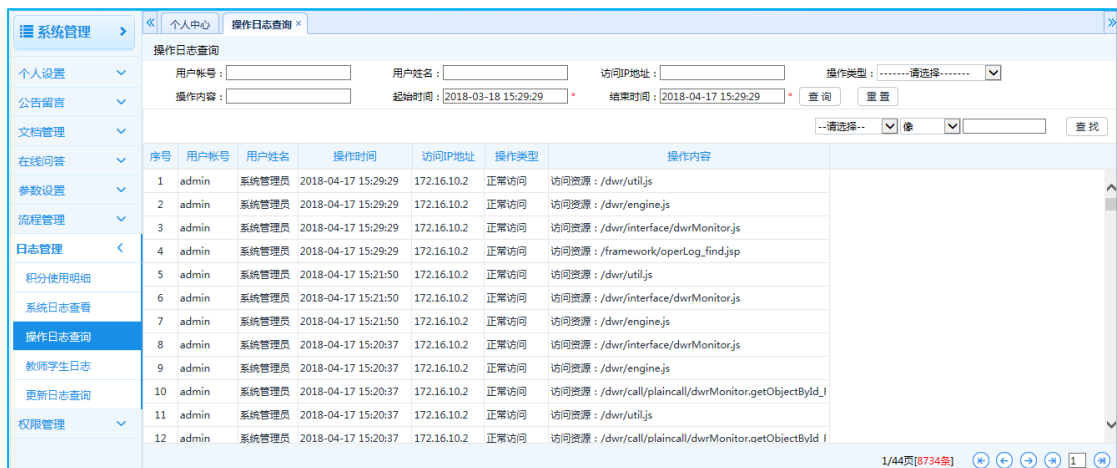 系统管理
个人中心 操作日志查询 ×
操作日志查询
个人设置
公告留言
文档管理
在线问答
参数设置
流程管理
日志管理
积分使用明细
系统日志查看
操作日志查询
教师学生日志
更新日志查询
权限管理
用户帐号： 用户姓名： 访问IP地址： 操作类型：-------请选择-------
操作内容： 起始时间：2018-03-18 15:29:29 * 结束时间：2018-04-17 15:29:29 * 查 询 重 置
--请选择-- 像 查 找
序号 用户帐号 用户姓名 操作时间 访问IP地址 操作类型 操作内容
1 admin 系统管理员 2018-04-17 15:29:29 172.16.10.2 正常访问 访问资源：/dwr/util.js
2 admin 系统管理员 2018-04-17 15:29:29 172.16.10.2 正常访问 访问资源：/dwr/engine.js
3 admin 系统管理员 2018-04-17 15:29:29 172.16.10.2 正常访问 访问资源：/dwr/interface/dwrMonitor.js
4 admin 系统管理员 2018-04-17 15:29:29 172.16.10.2 正常访问 访问资源：/framework/operLog_find.jsp
5 admin 系统管理员 2018-04-17 15:21:50 172.16.10.2 正常访问 访问资源：/dwr/util.js
6 admin 系统管理员 2018-04-17 15:21:50 172.16.10.2 正常访问 访问资源：/dwr/interface/dwrMonitor.js
7 admin 系统管理员 2018-04-17 15:21:50 172.16.10.2 正常访问 访问资源：/dwr/engine.js
8 admin 系统管理员 2018-04-17 15:20:37 172.16.10.2 正常访问 访问资源：/dwr/interface/dwrMonitor.js
9 admin 系统管理员 2018-04-17 15:20:37 172.16.10.2 正常访问 访问资源：/dwr/engine.js
10 admin 系统管理员 2018-04-17 15:20:37 172.16.10.2 正常访问 访问资源：/dwr/call/plaincall/dwrMonitor.getObjectById_
11 admin 系统管理员 2018-04-17 15:20:37 172.16.10.2 正常访问 访问资源：/dwr/util.js
12 admin 系统管理员 2018-04-17 15:20:37 172.16.10.2 正常访问 访问资源：/dwr/call/plaincall/dwrMonitor.getObjectById_
1/44页[8734条] 1